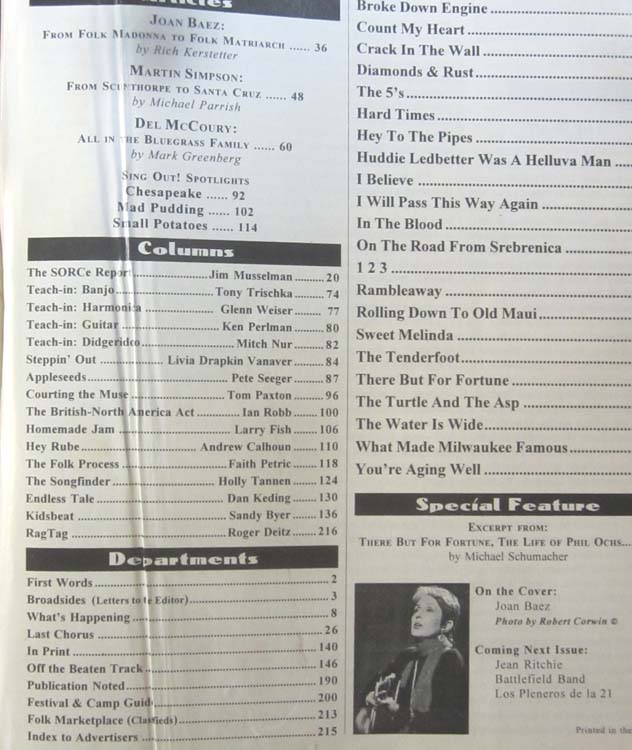 Articles
JOAN BAEZ:
FROM FOLK MADONNA TO FOLK MATRIARCH ...... 36
by Rich Kerstetter
MARTIN SIMPSON:
FROM SCUNTHORPE TO SANTA CRUZ ...... 48
by Michael Parrish
DEL MCCOURY:
ALL IN THE BLUEGRASS FAMILY ...... 60
by Mark Greenberg
SING OUT! SPOTLIGHTS
Chesapeake ...... 92
Mad Pudding ...... 102
Small Potatoes ...... 114
Columns
The SORCe Report ...... Jim Musselman ...... 20
Teach-in: Banjo ...... Tony Trischka ...... 74
Teach-in: Harmonica ...... Glenn Weiser ...... 77
Teach-in: Guitar ...... Ken Perlman ...... 80
Teach-in: Didgeridoo ...... Mitch Nur ...... 82
Steppin' Out ...... Livia Drapkin Vanaver ...... 84
Appleseeds ...... Pete Seeger ...... 87
Courting the Muse ...... Tom Paxton ...... 96
The British-North America Act ...... Ian Robb ...... 100
Homemade Jam ...... Larry Fish ...... 106
Hey Rube ...... Andrew Calhoun ...... 110
The Folk Process ...... Faith Petric ...... 118
The Songfinder ...... Holly Tannen ...... 124
Endless Tale ...... Dan Keding ...... 130
Kidsbeat ...... Sandy Byer ...... 136
RagTag ...... Roger Deitz ...... 216
Departments
First Words ...... 2
Broadsides (Letters to te Editor) ...... 3
What's Happening ...... 8
Last Chorus ...... 26
In Print ...... 140
Off the Beaten Track ...... 146
Publication Noted ...... 190
Festival & Camp Guide ...... 200
Folk Marketplace (Classifieds) ...... 213
Index to Advertisers ...... 215
Broke Down Engine ......
Count My Heart ......
Crack In The Wall ......
Diamonds & Rust ......
The 5's ......
Hard Times ......
Hey To The Pipes ......
Huddie Ledbetter Was A Helluva Man ......
I Believe ......
I Will Pass This Way Again ......
In The Blood ......
On The Road From Srebrenica ......
1 2 3 ......
Rambleaway ......
Rolling Down To Old Maui ......
Sweet Melinda ......
The Tenderfoot ......
There But For Fortune ......
The Turtle And The Asp ......
The Water Is Wide ......
What Made Milwaukee Famous ......
You're Aging Well ......
Special Feature
EXCERPT FROM:
THERE BUT FOR FORTUNE, THE LIFE OF PHIL OCHS...
by Michael Schumacher
On the Cover:
Joan Baez
Photo by Robert Corwin ©
Coming Next Issue:
Jean Ritchie
Battlefield Band
Los Pleneros de la 21
Printed in the